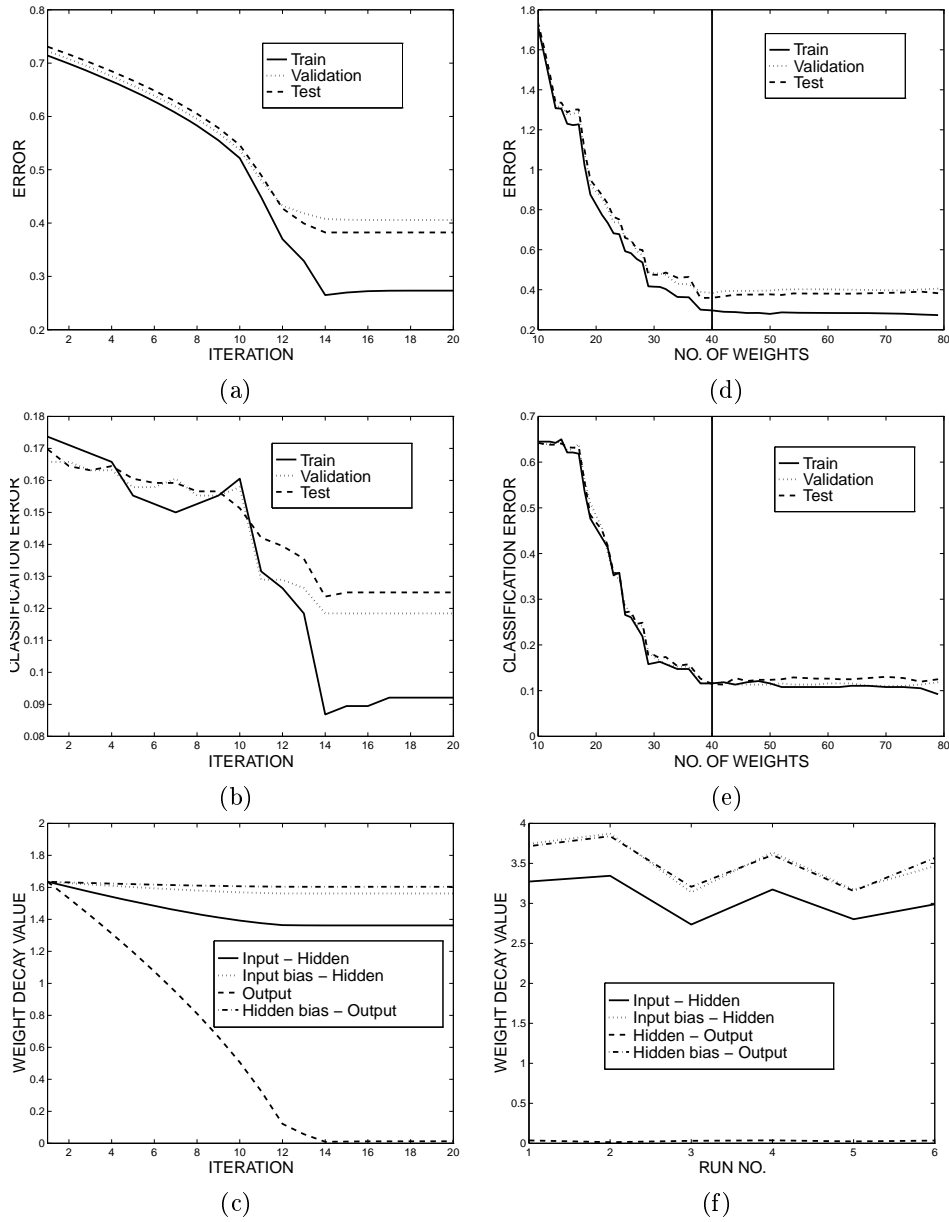 0.8
0.7
0.6
0.5
0.4
0.3
0.2
ERROR
Train
Validation
Test
2 4 6 8 10 12 14 16 18 20
ITERATION
(a)
1.8
1.6
1.4
1.2
1
0.8
0.6
0.4
0.2
ERROR
Train
Validation
Test
10 20 30 40 50 60 70 80
NO. OF WEIGHTS
(d)
0.18
0.17
0.16
0.15
0.14
0.13
0.12
0.11
0.1
0.09
0.08
CLASSIFICATION ERROR
Train
Validation
Test
2 4 6 8 10 12 14 16 18 20
ITERATION
(b)
0.7
0.6
0.5
0.4
0.3
0.2
0.1
0
CLASSIFICATION ERROR
Train
Validation
Test
10 20 30 40 50 60 70 80
NO. OF WEIGHTS
(e)
2
1.8
1.6
1.4
1.2
1
0.8
0.6
0.4
0.2
0
WEIGHT DECAY VALUE
Input – Hidden
Input bias – Hidden
Output
Hidden bias – Output
2 4 6 8 10 12 14 16 18 20
ITERATION
(c)
4
3.5
3
2.5
2
1.5
1
0.5
0
WEIGHT DECAY VALUE
Input – Hidden
Input bias – Hidden
Hidden – Output
Hidden bias – Output
1 2 3 4 5 6
RUN NO.
(f)